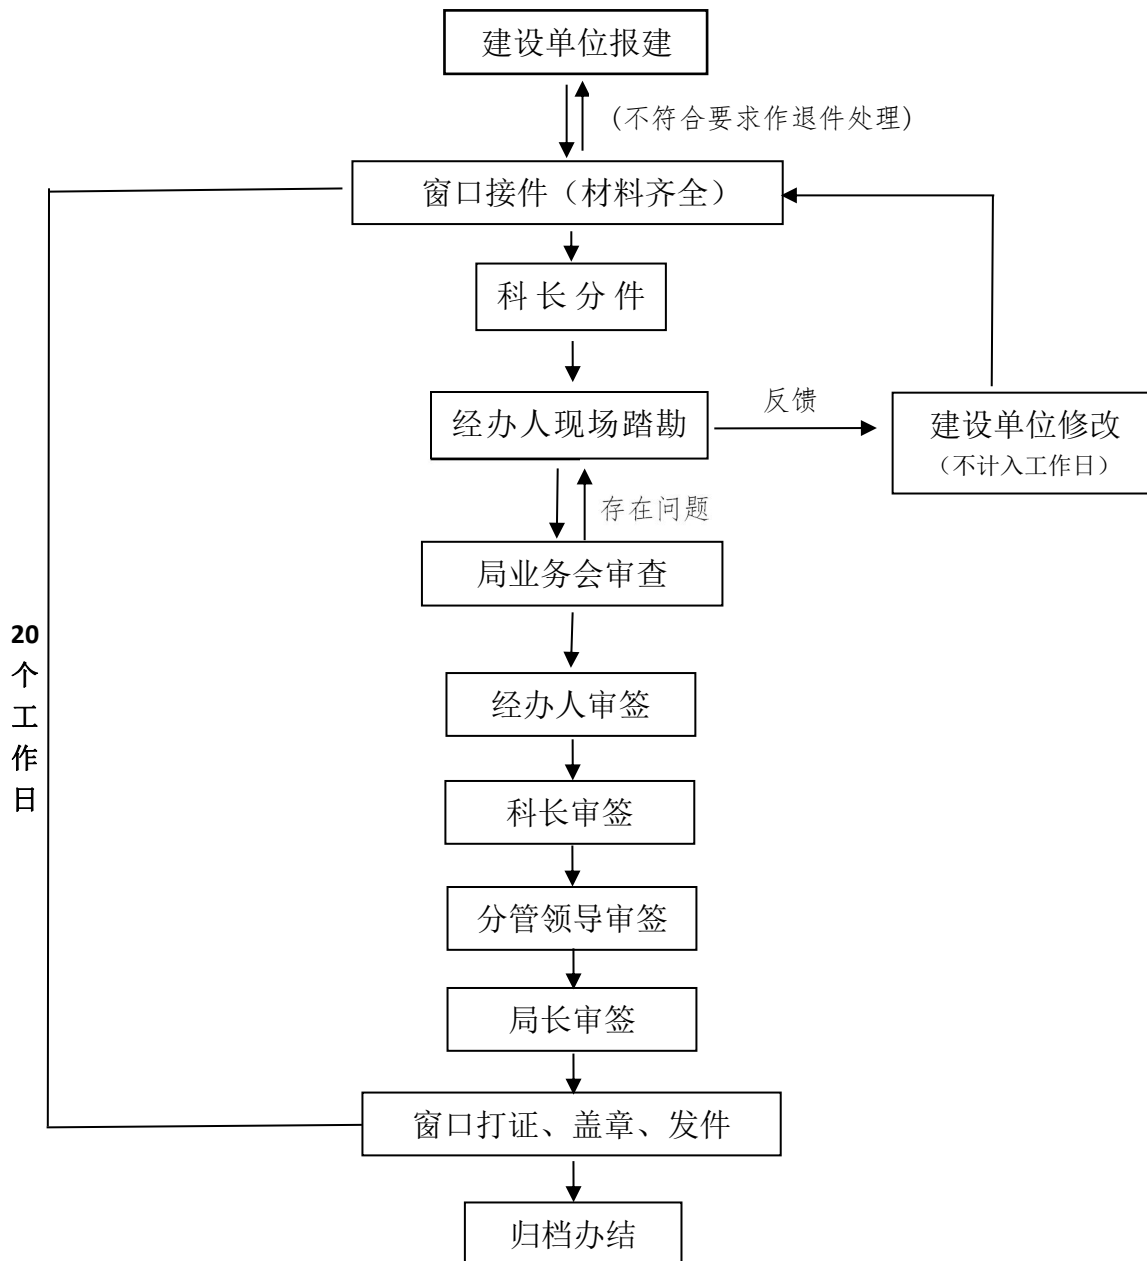 建设单位报建
(不符合要求作退件处理)
窗口接件（材料齐全）
科长分件
经办人现场踏勘
反馈
建设单位修改
（不计入工作日）
存在问题
局业务会审查
20
个
工
作
日
经办人审签
科长审签
分管领导审签
局长审签
窗口打证、盖章、发件
归档办结